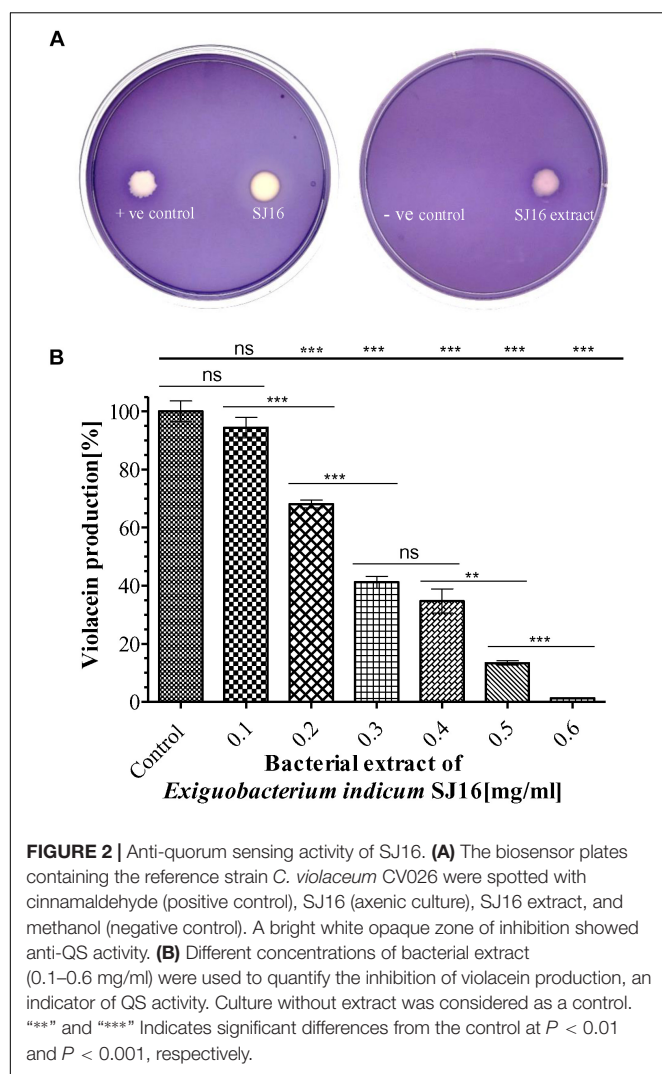 A
+ ve control
SJ16
- ve control
SJ16 extract
B
ns *** *** *** *** ***
ns
***
***
ns
**
***
Violacein production[%]
100
80
60
40
20
0
Control 0.1 0.2 0.3 0.4 0.5 0.6
Bacterial extract of
Exiguobacterium indicum SJ16[mg/ml]
FIGURE 2 | Anti-quorum sensing activity of SJ16. (A) The biosensor plates
containing the reference strain C. violaceum CV026 were spotted with
cinnamaldehyde (positive control), SJ16 (axenic culture), SJ16 extract, and
methanol (negative control). A bright white opaque zone of inhibition showed
anti-QS activity. (B) Different concentrations of bacterial extract
(0.1–0.6 mg/ml) were used to quantify the inhibition of violacein production, an
indicator of QS activity. Culture without extract was considered as a control.
“**” and “***” Indicates significant differences from the control at P < 0.01
and P < 0.001, respectively.